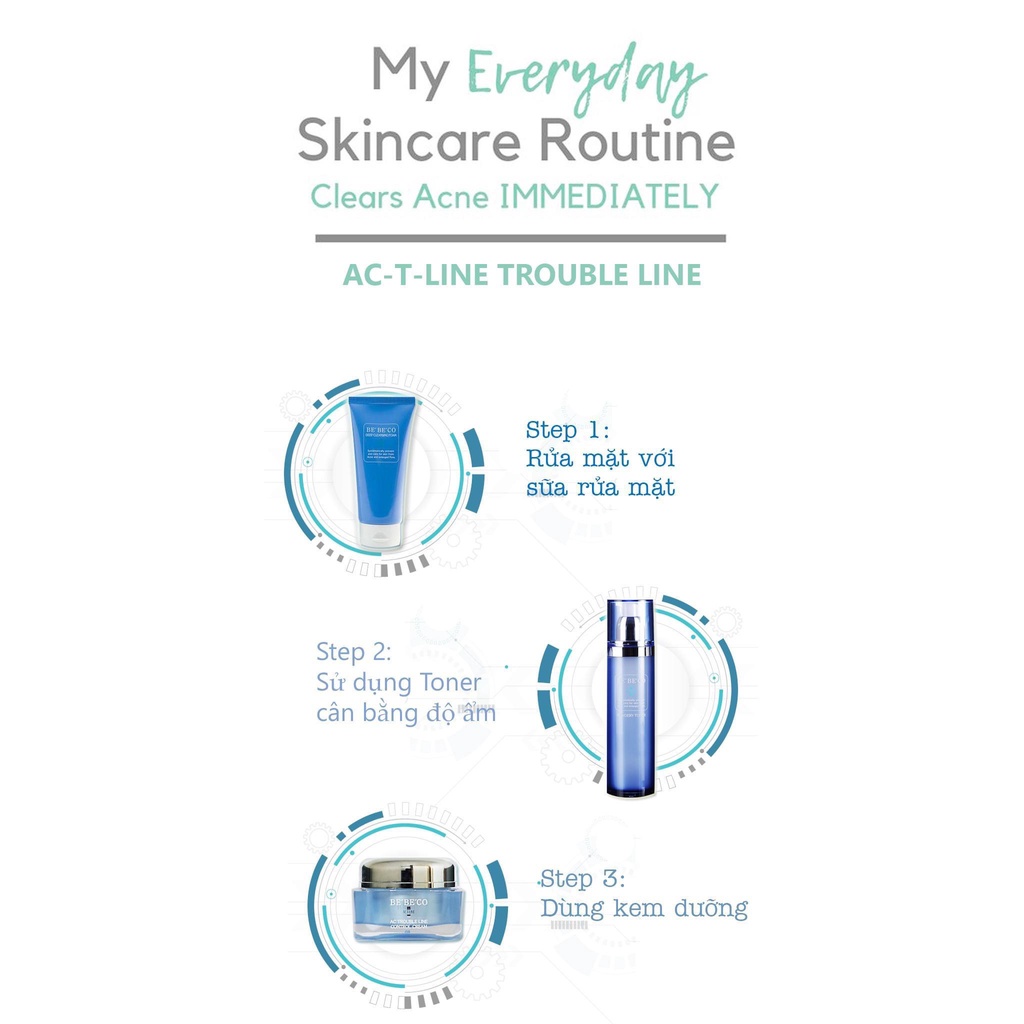 My Everyday
Skincare Routine
Clears Acne IMMEDIATELY
AC-T-LINE TROUBLE LINE
BE'BE'CO
Step 1:
Rửa mặt với
sữa rửa mặt
Step 2:
Sử dụng Toner
cân bằng độ ẩm
BE'BE'CO
BE'BE'CO
AC-TROUBLE LINE
CREAM
Step 3:
Dùng kem dưỡng